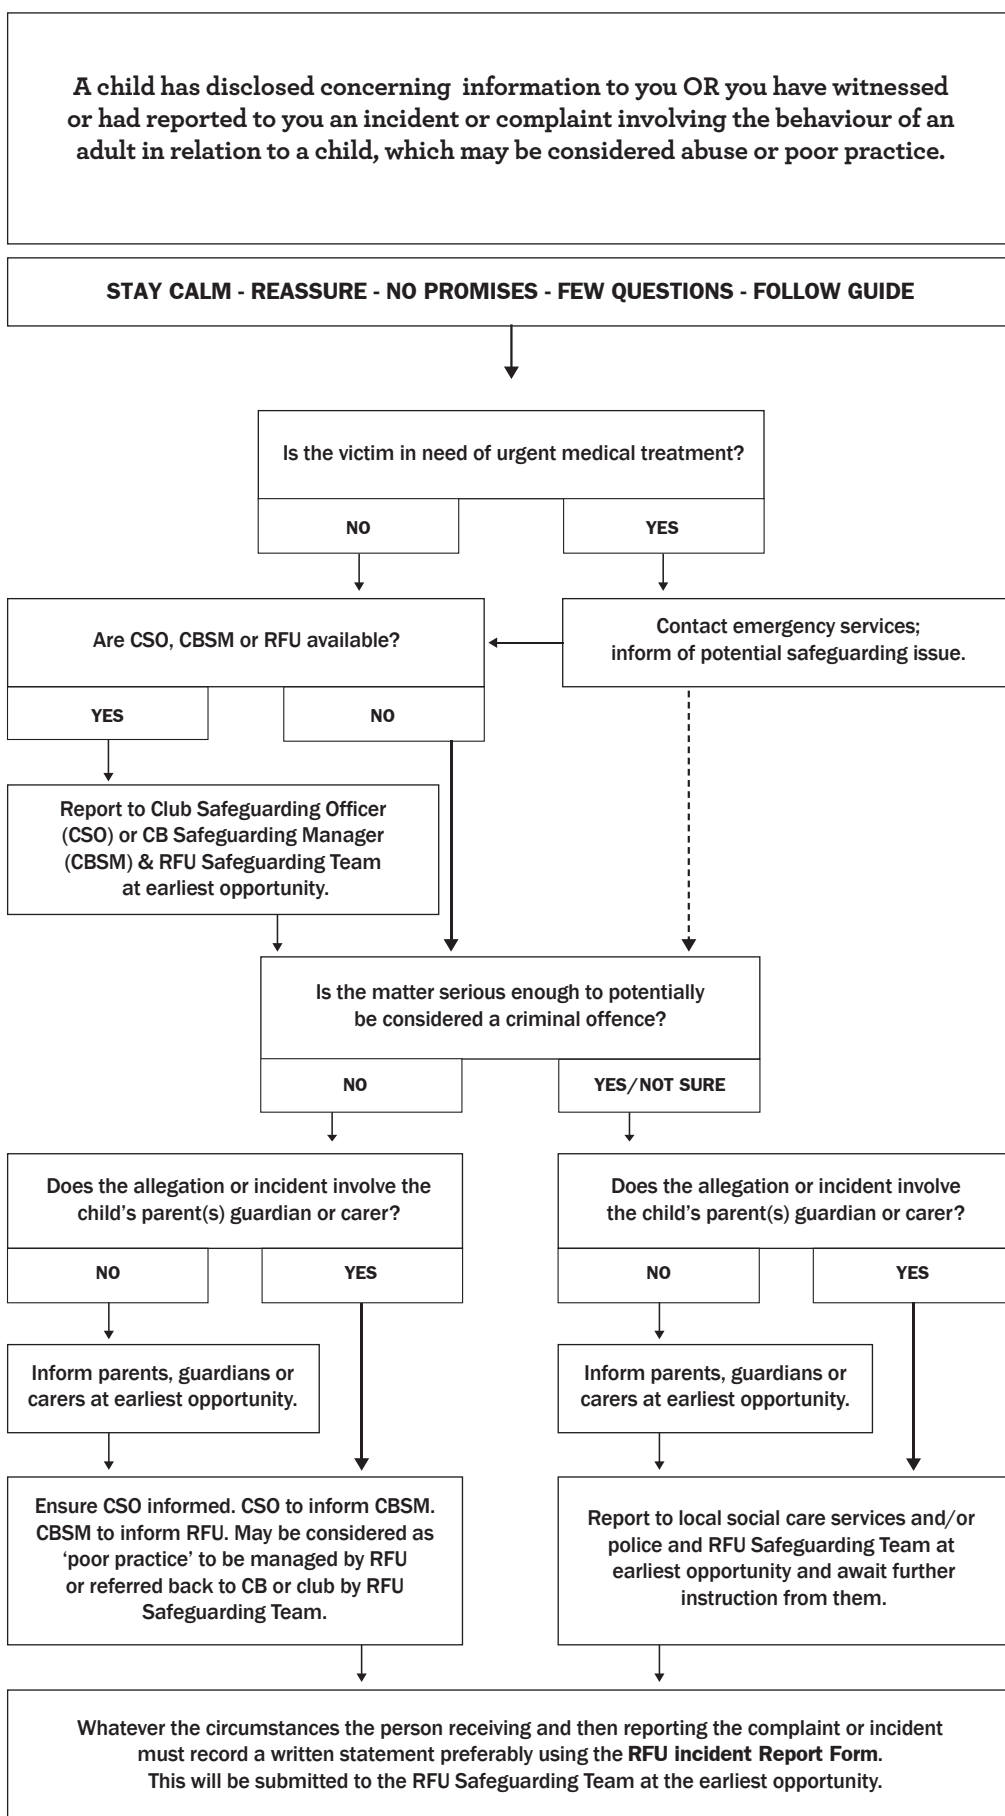 A child has disclosed concerning information to you OR you have witnessed
or had reported to you an incident or complaint involving the behaviour of an
adult in relation to a child, which may be considered abuse or poor practice.
STAY CALM - REASSURE - NO PROMISES - FEW QUESTIONS - FOLLOW GUIDE
Is the victim in need of urgent medical treatment?
NO
YES
Are CSO, CBSM or RFU available?
Contact emergency services;
inform of potential safeguarding issue.
YES
NO
Report to Club Safeguarding Officer
(CSO) or CB Safeguarding Manager
(CBSM) & RFU Safeguarding Team
at earliest opportunity.
Is the matter serious enough to potentially
be considered a criminal offence?
NO
YES/NOT SURE
Does the allegation or incident involve the
child's parent(s) guardian or carer?
Does the allegation or incident involve
the child's parent(s) guardian or carer?
NO
YES
NO
YES
Inform parents, guardians or
carers at earliest opportunity.
Inform parents, guardians or
carers at earliest opportunity.
Ensure CSO informed. CSO to inform CBSM.
CBSM to inform RFU. May be considered as
‘poor practice’ to be managed by RFU
or referred back to CB or club by RFU
Safeguarding Team.
Report to local social care services and/or
police and RFU Safeguarding Team at
earliest opportunity and await further
instruction from them.
Whatever the circumstances the person receiving and then reporting the complaint or incident
must record a written statement preferably using the RFU incident Report Form.
This will be submitted to the RFU Safeguarding Team at the earliest opportunity.